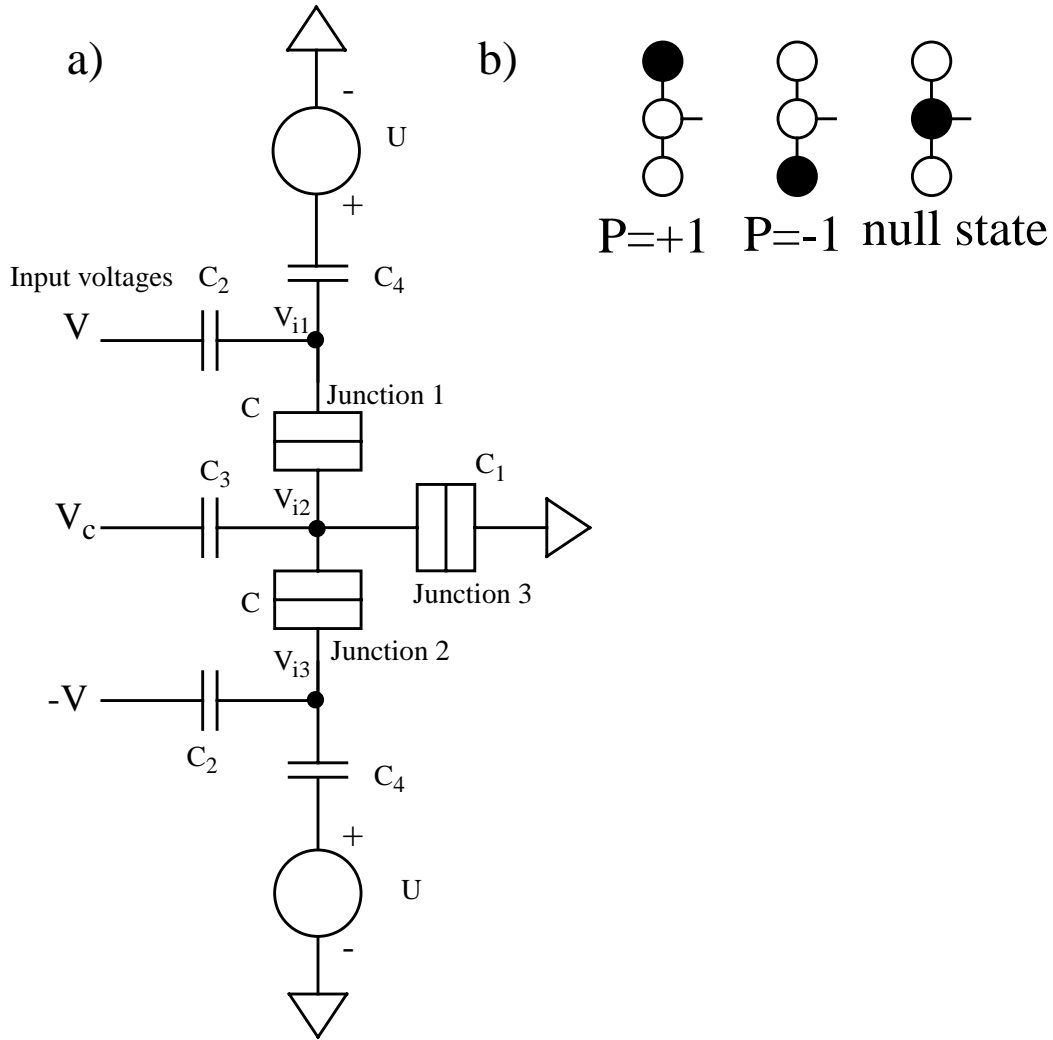 a)
b)
-
U
+
P=+1 P=-1 null state
Input voltages
C2
C4
V
Vi1
Junction 1
C
C3
C1
Vc
Vi2
Junction 3
C
Junction 2
Vi3
-V
C2
C4
+
U
-